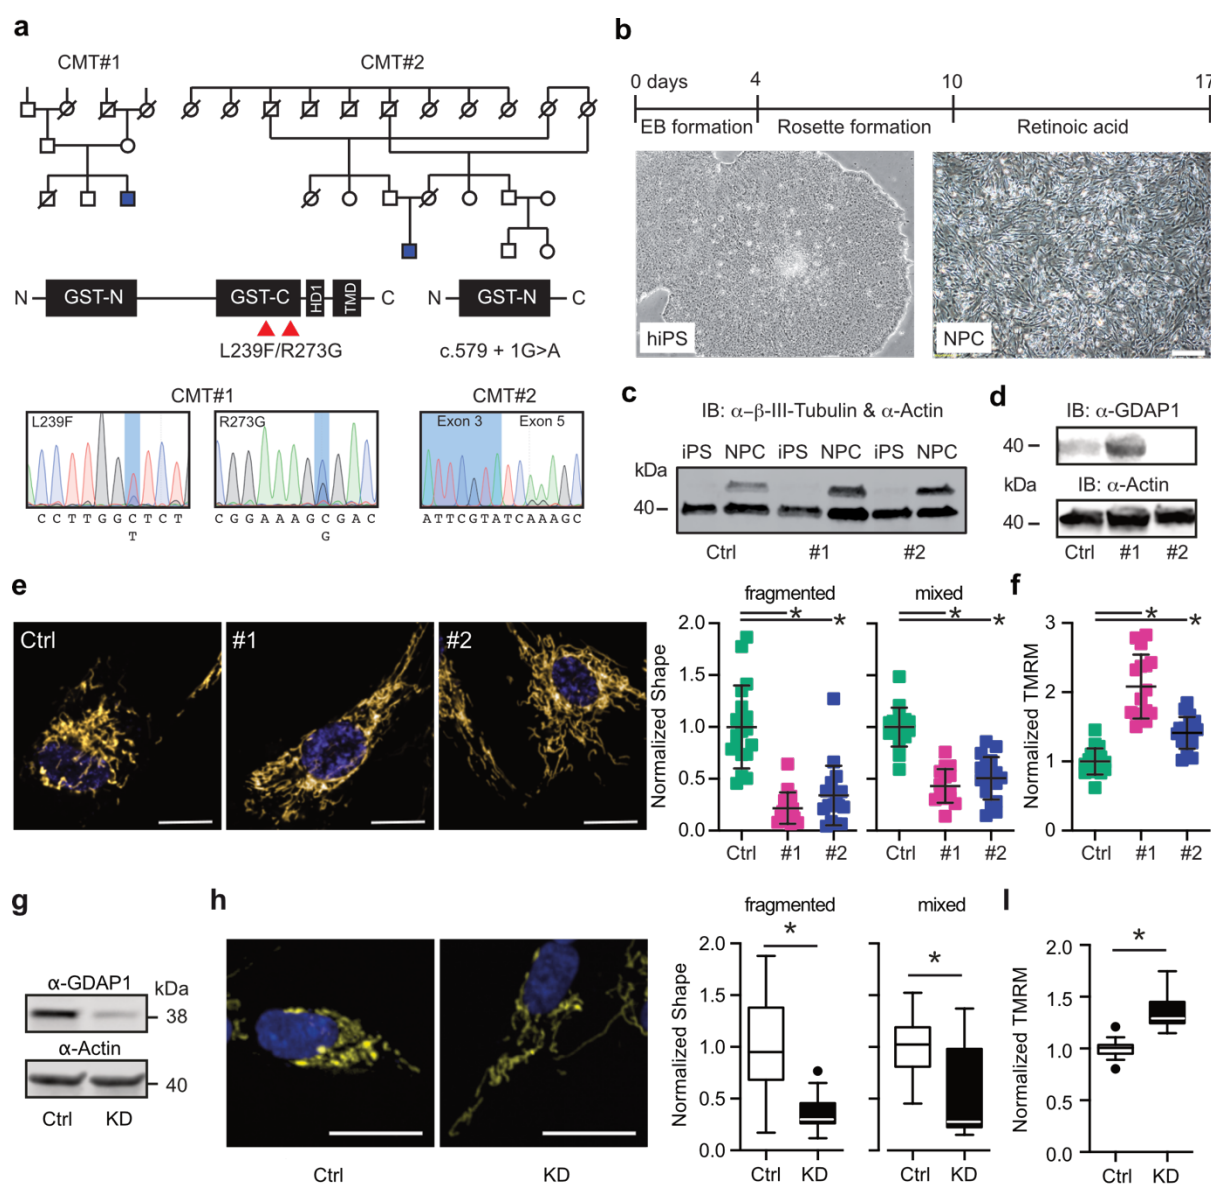 a
CMT#1
CMT#2
N
GST-N
GST-C
HD1
TMD
C
L239F/R273G
N
GST-N
C
c.579 + 1G>A
CMT#1
CMT#2
L239F
C C T T G G C T C T
T
R273G
C G G A A A G C G A C
G
Exon 3
Exon 5
A T T C G T A T C A A A G C
b
0 days
4
10
17
EB formation
Rosette formation
Retinoic acid
hiPS
NPC
c
IB: α–β-III-Tubulin & α-Actin
iPS NPC iPS NPC iPS NPC
kDa
40
Ctrl #1 #2
d
IB: α-GDAP1
40
kDa
IB: α-Actin
40
Ctrl #1 #2
e
Ctrl
#1
#2
fragmented
mixed
Normalized Shape
2.0
1.5
1.0
0.5
0.0
* *
* *
Ctrl #1 #2
Ctrl #1 #2
f
Normalized TMRM
3
2
1
0
* *
Ctrl #1 #2
g
α-GDAP1
kDa
38
α-Actin
40
Ctrl KD
h
Ctrl
KD
fragmented
mixed
Normalized Shape
2.0
1.5
1.0
0.5
0.0
*
*
Ctrl KD
Ctrl KD
I
Normalized TMRM
2.0
1.5
1.0
0.5
0.0
*
Ctrl KD